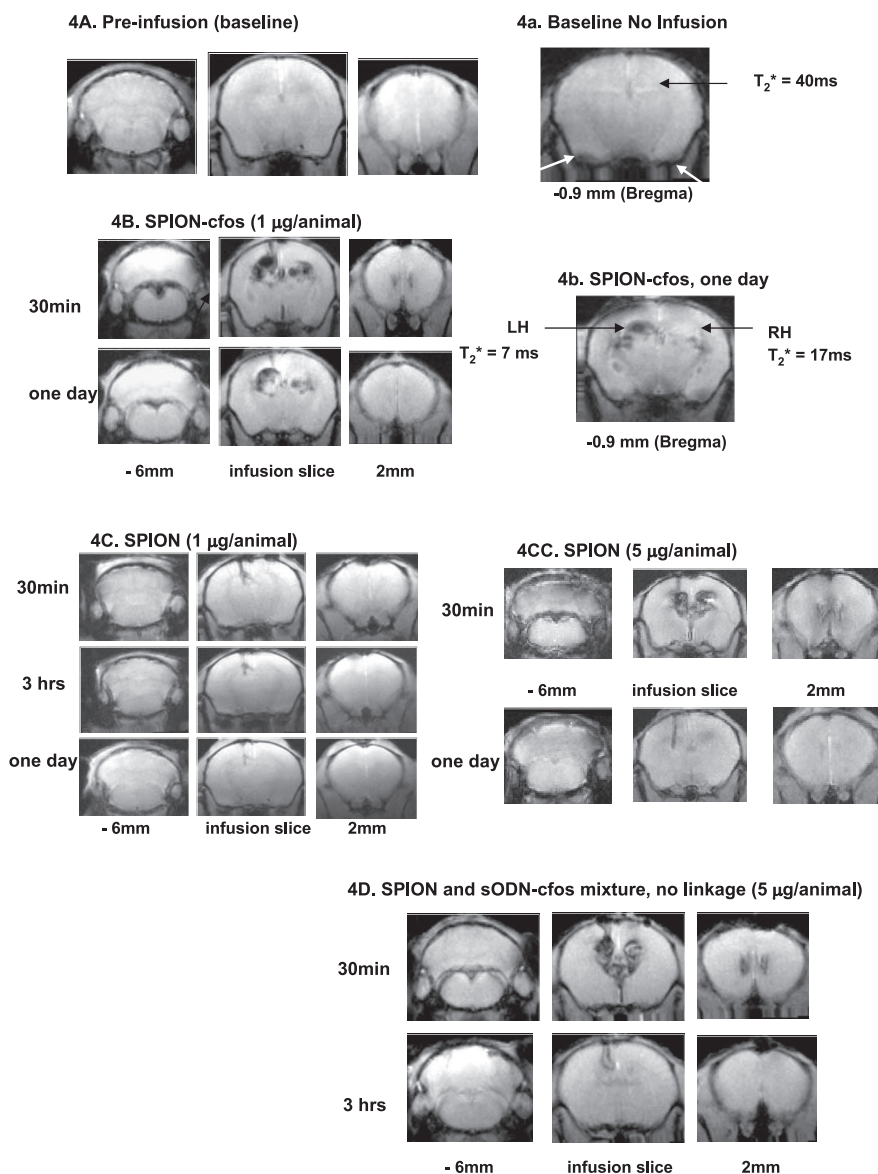 4A. Pre-infusion (baseline)
4a. Baseline No Infusion
T2* = 40ms
-0.9 mm (Bregma)
4B. SPION-cfos (1 μg/animal)
30min
one day
- 6mm infusion slice 2mm
4b. SPION-cfos, one day
LH
T2* = 7 ms
RH
T2* = 17ms
-0.9 mm (Bregma)
4C. SPION (1 μg/animal)
30min
3 hrs
one day
- 6mm infusion slice 2mm
4CC. SPION (5 μg/animal)
30min
- 6mm infusion slice 2mm
one day
4D. SPION and sODN-cfos mixture, no linkage (5 μg/animal)
30min
3 hrs
- 6mm infusion slice 2mm